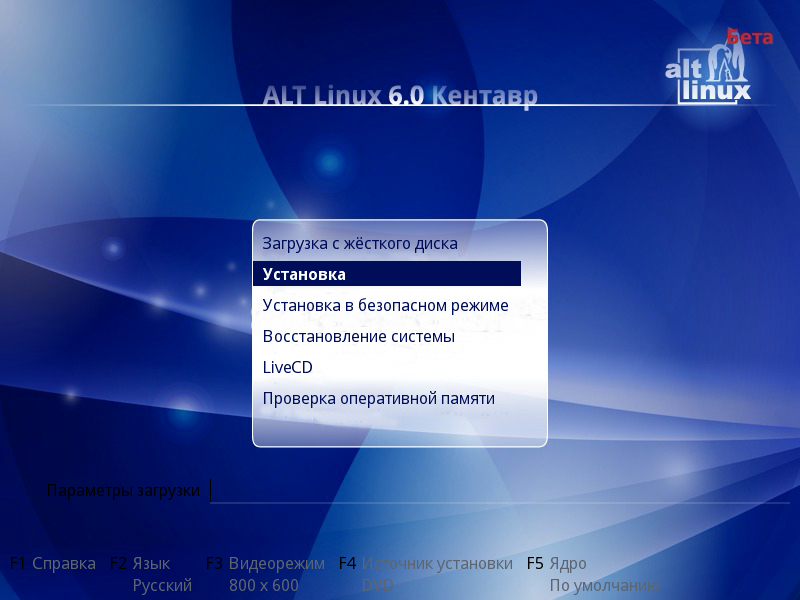 Бета
alt
linux
ALT Linux 6.0 Кентавр
Загрузка с жёсткого диска
Установка
Установка в безопасном режиме
Восстановление системы
LiveCD
Проверка оперативной памяти
Параметры загрузки
F1 Справка F2 Язык F3 Видеорежим F4 Источник установки F5 Ядро
Русский 800 x 600 DVD По умолчанию